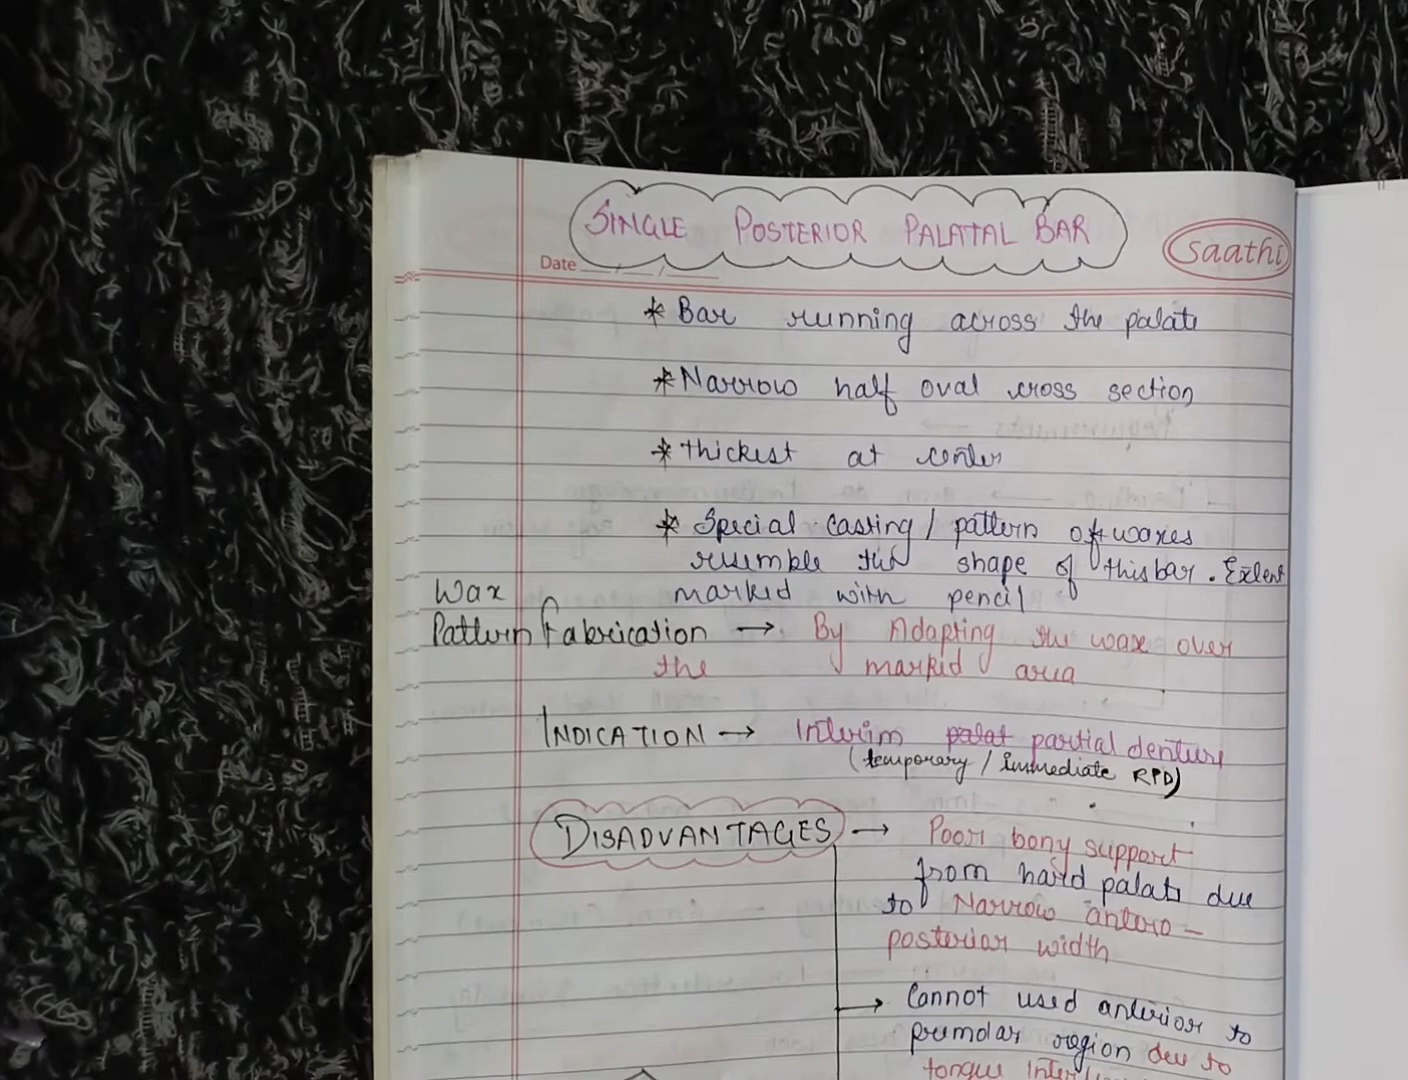 SINGLE POSTERIOR PALATTAL BAR
saathi
Date
* Bar running across the palate
* Narrow half oval cross section
* thickest at center
* Special casting / pattern of waxes
resemble the shape of this bar. Extent
marked with pencil
Wax
Pattern fabrication → By Adapting the wax over
the marked area
INDICATION → Interim palat partial denture
(temporary / immediate RPD)
DISADVANTAGES → Poor bony support
from hard palate due
to Narrow antero-
posterior width
→ Cannot used anterior to
premolar region due to
tongue